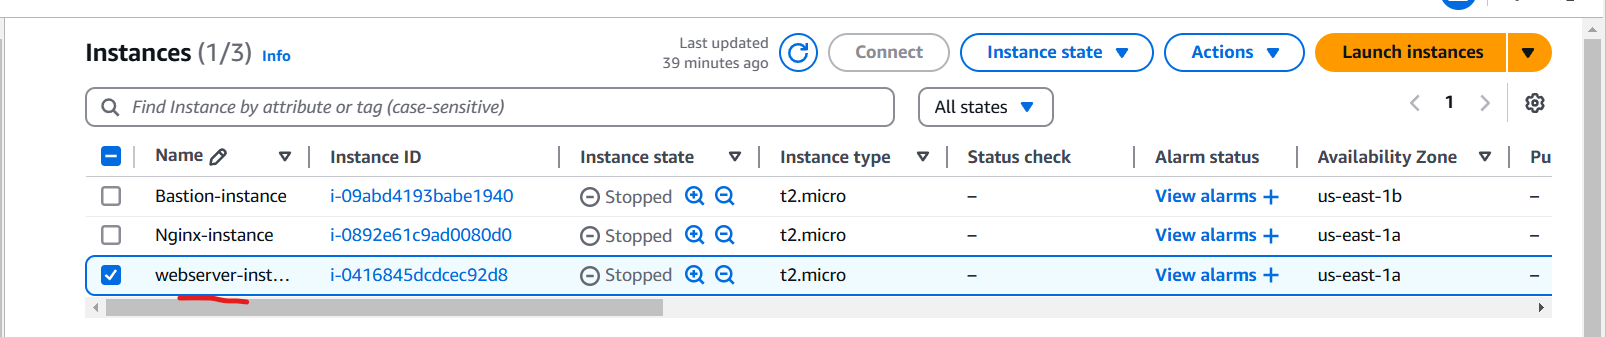 Instances (1/3) Info
Last updated
39 minutes ago
Connect
Instance state
Actions
Launch instances
Find Instance by attribute or tag (case-sensitive)
All states
1
Name Instance ID Instance state Instance type Status check Alarm status Availability Zone Pu
Bastion-instance i-09abd4193babe1940 Stopped t2.micro – View alarms + us-east-1b –
Nginx-instance i-0892e61c9ad0080d0 Stopped t2.micro – View alarms + us-east-1a –
webserver-inst... i-0416845dcdcec92d8 Stopped t2.micro – View alarms + us-east-1a –